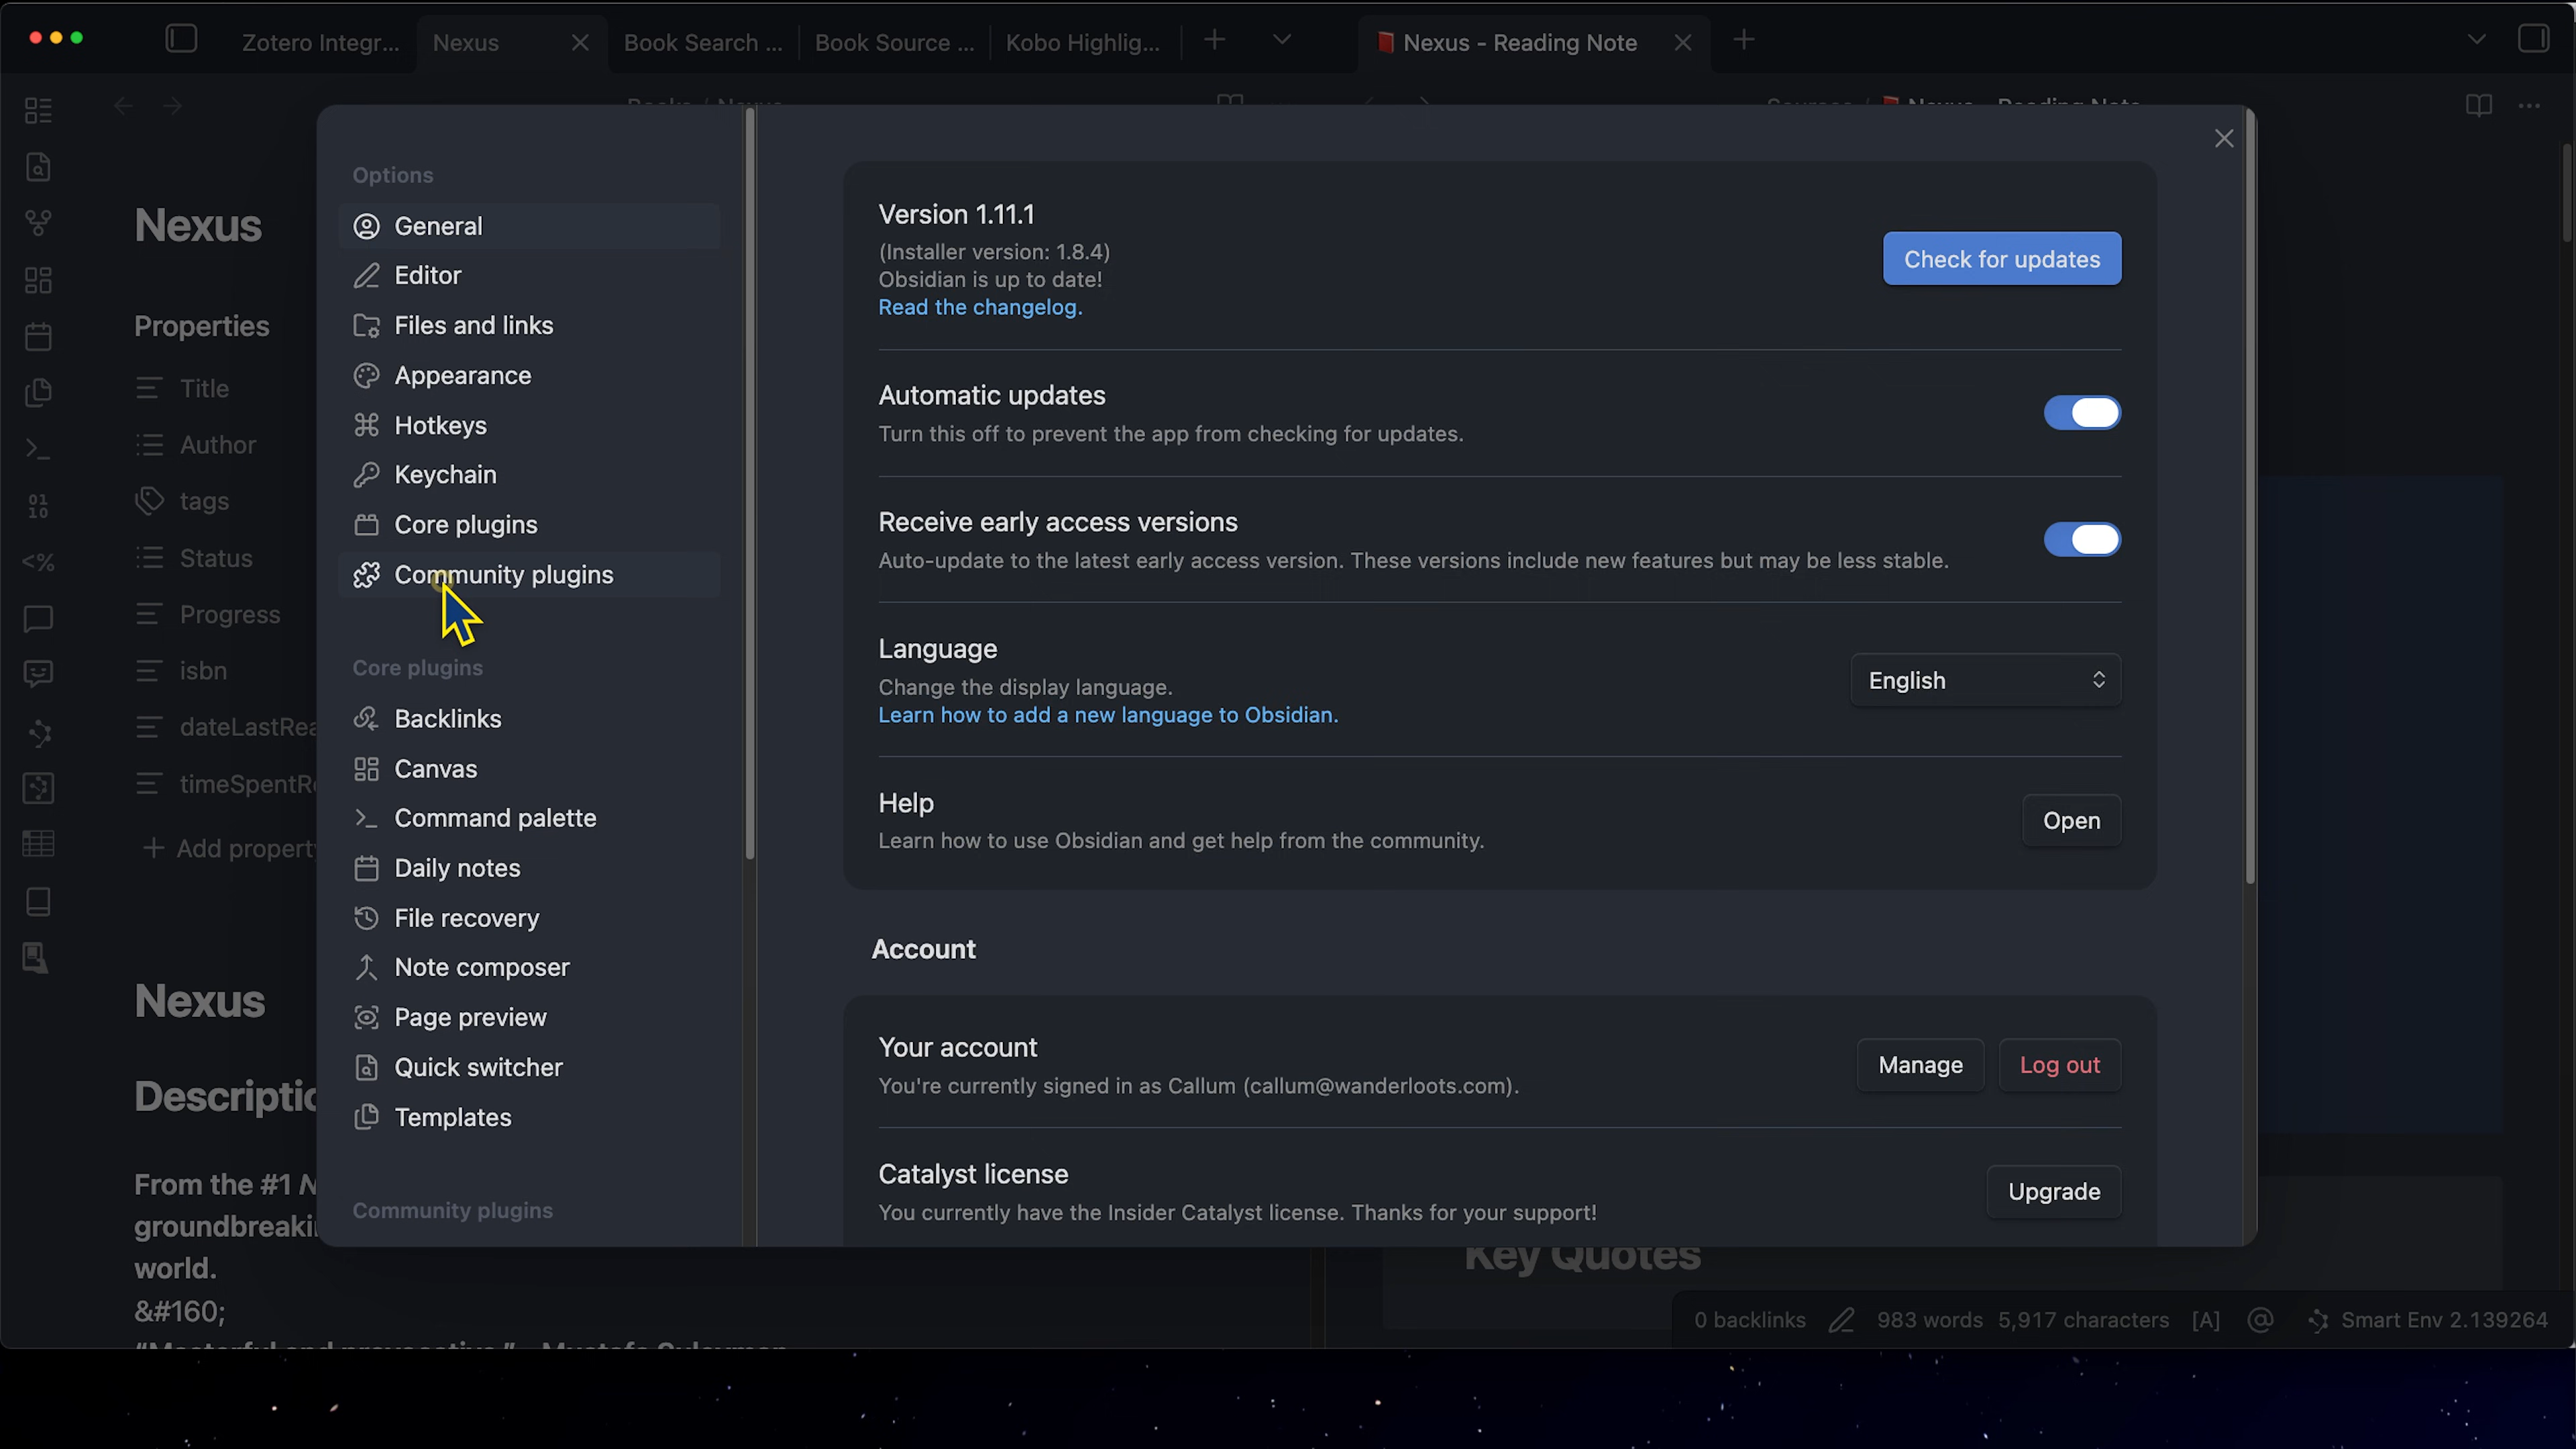 Zotero Integr...
Nexus
Book Search ...
Book Source ...
Kobo Highlig...
Nexus - Reading Note
Nexus
Properties
Title
Author
tags
Status
Progress
isbn
dateLastRea
timeSpentR
Add property
Nexus
Descriptio
From the #1 N
groundbreaki
world.
&#160;
Options
General
Editor
Files and links
Appearance
Hotkeys
Keychain
Core plugins
Community plugins
Core plugins
Backlinks
Canvas
Command palette
Daily notes
File recovery
Note composer
Page preview
Quick switcher
Templates
Community plugins
Version 1.11.1
(Installer version: 1.8.4)
Obsidian is up to date!
Read the changelog.
Check for updates
Automatic updates
Turn this off to prevent the app from checking for updates.
Receive early access versions
Auto-update to the latest early access version. These versions include new features but may be less stable.
Language
Change the display language.
Learn how to add a new language to Obsidian.
English
Help
Learn how to use Obsidian and get help from the community.
Open
Account
Your account
You're currently signed in as Callum (callum@wanderloots.com).
Manage
Log out
Catalyst license
You currently have the Insider Catalyst license. Thanks for your support!
Upgrade
Key Quotes
0 backlinks 983 words 5,917 characters [A] @ Smart Env 2.139264